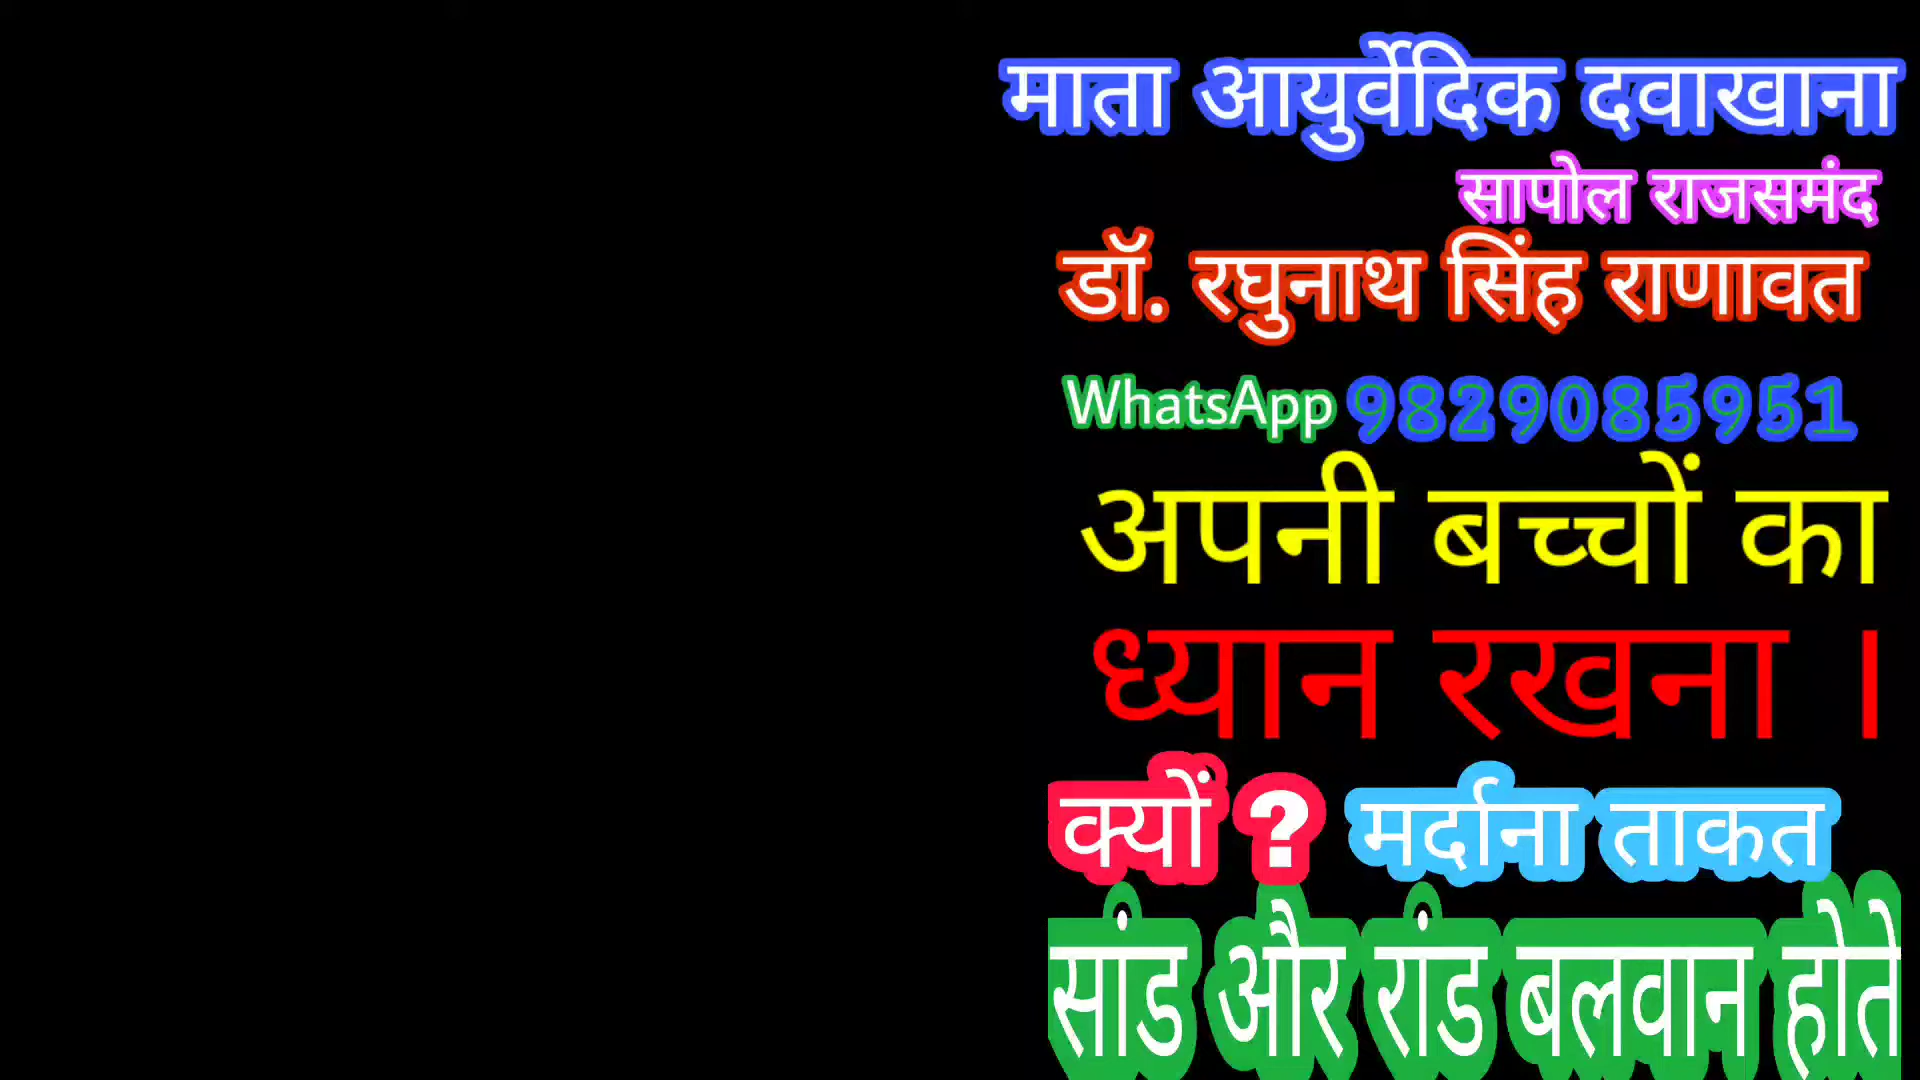 माता आयुर्वेदिक दवाखाना
सापोल राजसमंद
डॉ. रघुनाथ सिंह राणावत
WhatsApp 9829085951
अपनी बच्चों का
ध्यान रखना ।
क्यों ? मर्दाना ताकत
सांड और रांड बलवान होते